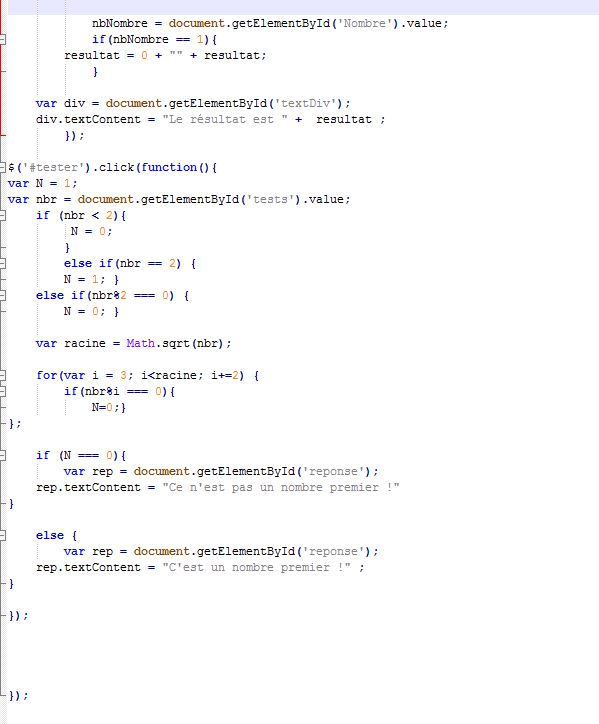 nbNombre = document.getElementById('Nombre').value;
if(nbNombre == 1){
resultat = 0 + "" + resultat;
}
var div = document.getElementById('textDiv');
div.textContent = "Le résultat est " +  resultat ;
});
$('#tester').click(function(){
var N = 1;
var nbr = document.getElementById('tests').value;
if (nbr < 2){
N = 0;
}
else if(nbr == 2) {
N = 1; }
else if(nbr%2 === 0) {
N = 0; }
var racine = Math.sqrt(nbr);
for(var i = 3; i<racine; i+=2) {
if(nbr%i === 0){
N=0;}
};
if (N === 0){
var rep = document.getElementById('reponse');
rep.textContent = "Ce n'est pas un nombre premier !"
}
else {
var rep = document.getElementById('reponse');
rep.textContent = "C'est un nombre premier !" ;
}
});
});